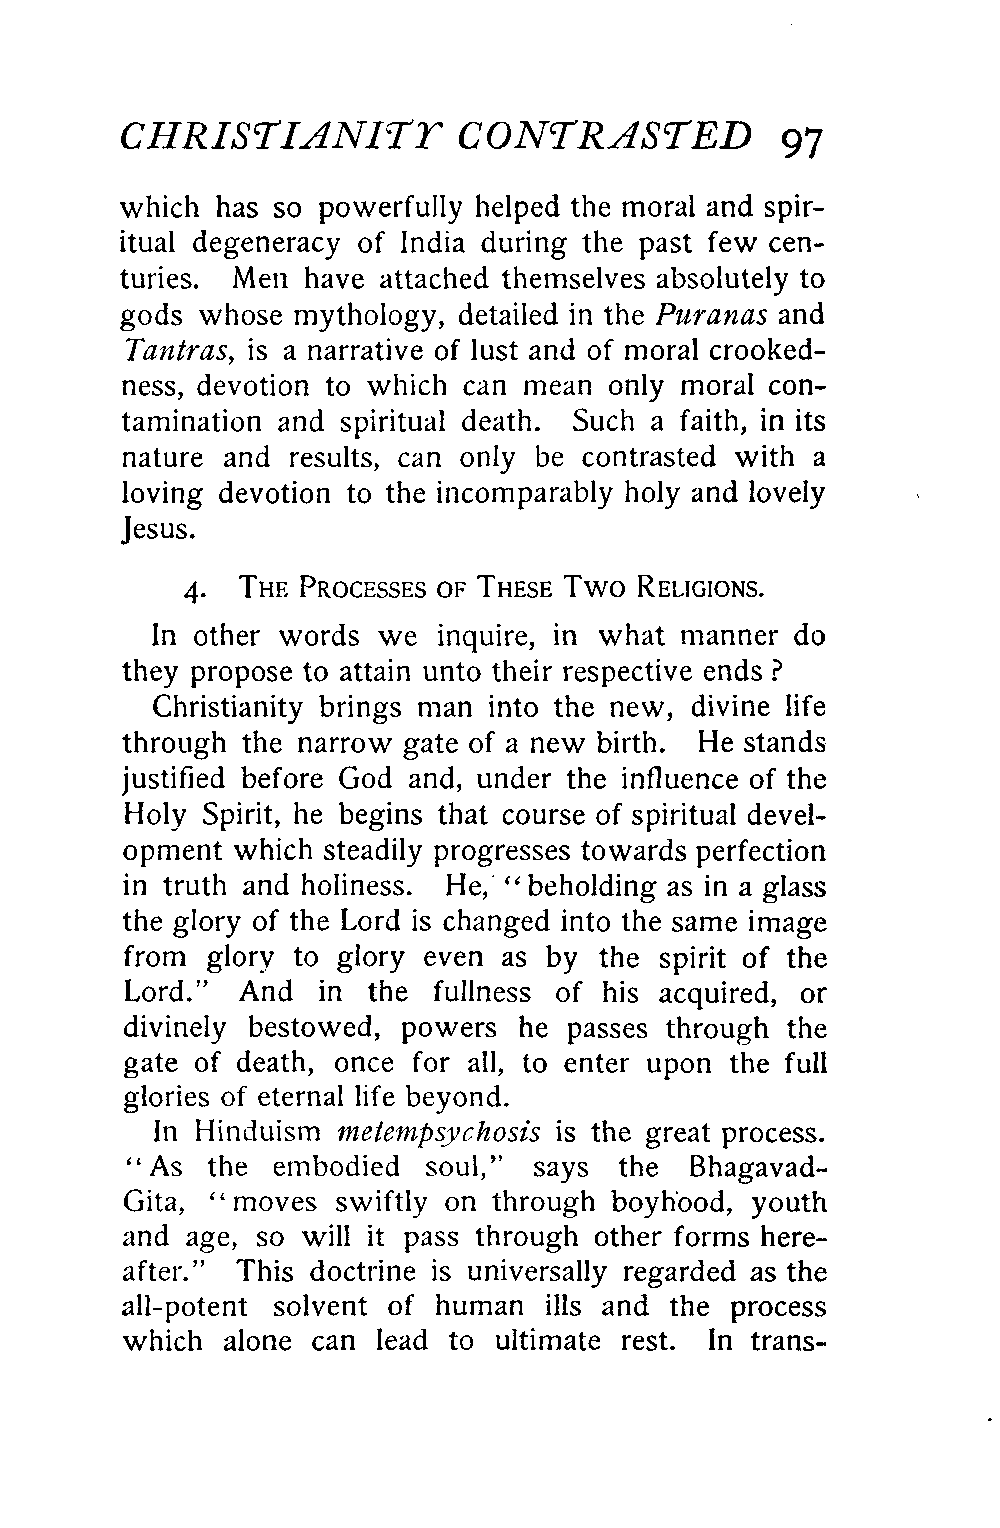 CHRISTIANITY CONTRASTED 97
which has so powerfully helped the moral and spir-
itual degeneracy of India during the past few cen-
turies. Men have attached themselves absolutely to
gods whose mythology, detailed in the Puranas and
Tantras, is a narrative of lust and of moral crooked-
ness, devotion to which can mean only moral con-
tamination and spiritual death. Such a faith, in its
nature and results, can only be contrasted with a
loving devotion to the incomparably holy and lovely
Jesus.
4. THE PROCESSES OF THESE TWO RELIGIONS.
In other words we inquire, in what manner do
they propose to attain unto their respective ends?
Christianity brings man into the new, divine life
through the narrow gate of a new birth. He stands
justified before God and, under the influence of the
Holy Spirit, he begins that course of spiritual devel-
opment which steadily progresses towards perfection
in truth and holiness. He, "beholding as in a glass
the glory of the Lord is changed into the same image
from glory to glory even as by the spirit of the
Lord." And in the fullness of his acquired, or
divinely bestowed, powers he passes through the
gate of death, once for all, to enter upon the full
glories of eternal life beyond.
In Hinduism metempsychosis is the great process.
"As the embodied soul," says the Bhagavad-
Gita, "moves swiftly on through boyhood, youth
and age, so will it pass through other forms here-
after." This doctrine is universally regarded as the
all-potent solvent of human ills and the process
which alone can lead to ultimate rest. In trans-